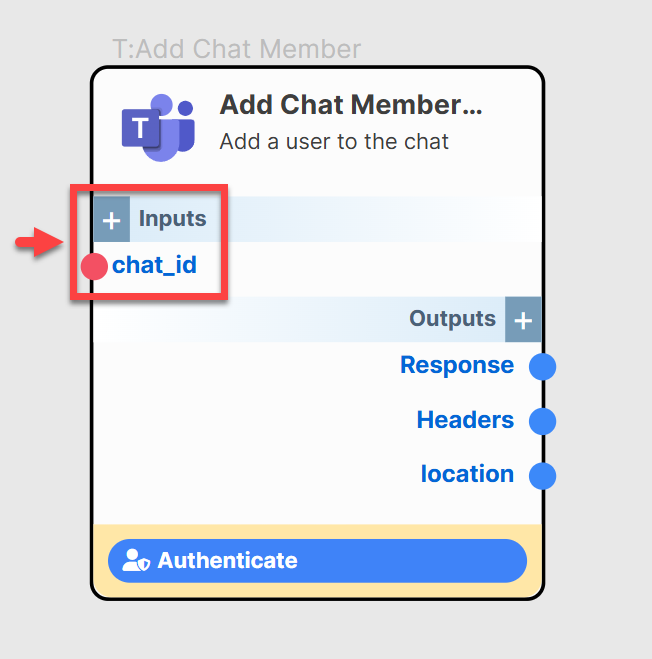 T:Add Chat Member
T
Add Chat Member...
Add a user to the chat
+ Inputs
chat_id
Outputs +
Response
Headers
location
Authenticate